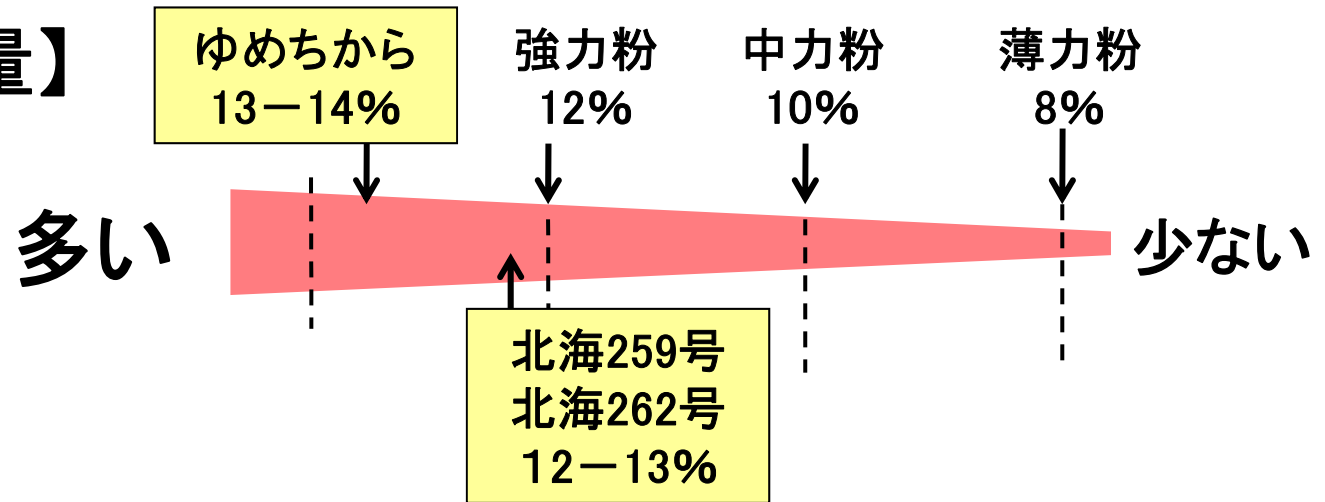 量】
ゆめちから
13－14%
強力粉
12%
中力粉
10%
薄力粉
8%
多い
少ない
北海259号
北海262号
12－13%